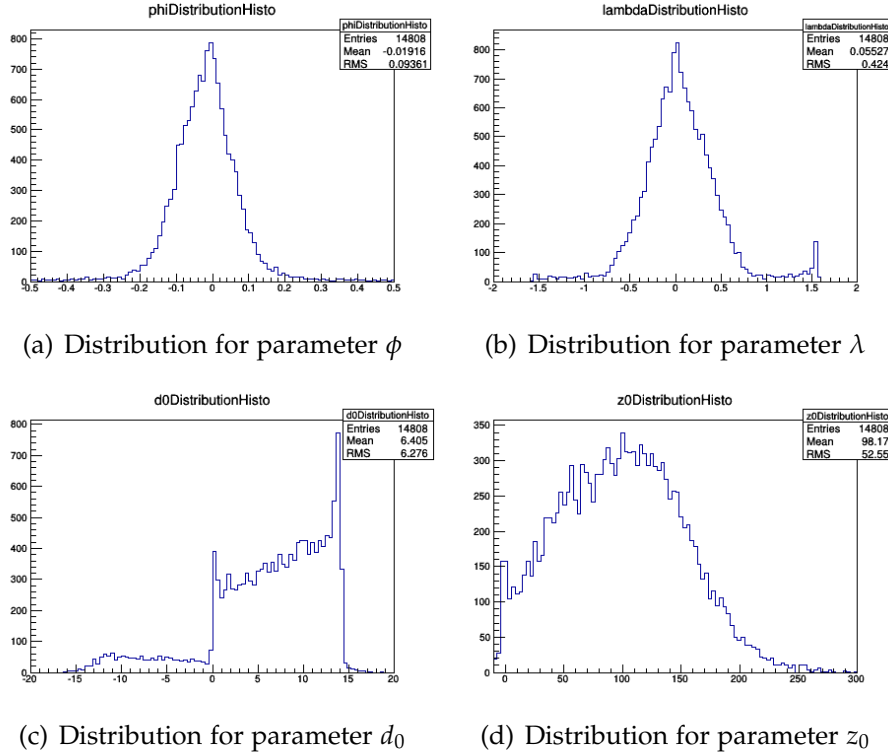 phiDistributionHisto
phiDistributionHisto
Entries 14808
Mean -0.01916
RMS 0.09361
800
700
600
500
400
300
200
100
0
-0.5 -0.4 -0.3 -0.2 -0.1 0 0.1 0.2 0.3 0.4 0.5
(a) Distribution for parameter ϕ
lambdaDistributionHisto
lambdaDistributionHisto
Entries 14808
Mean 0.05527
RMS 0.424
800
700
600
500
400
300
200
100
0
-2 -1.5 -1 -0.5 0 0.5 1 1.5 2
(b) Distribution for parameter λ
d0DistributionHisto
d0DistributionHisto
Entries 14808
Mean 6.405
RMS 6.276
800
700
600
500
400
300
200
100
0
-20 -15 -10 -5 0 5 10 15 20
(c) Distribution for parameter d₀
z0DistributionHisto
z0DistributionHisto
Entries 14808
Mean 98.17
RMS 52.55
350
300
250
200
150
100
50
0
0 50 100 150 200 250 300
(d) Distribution for parameter z₀